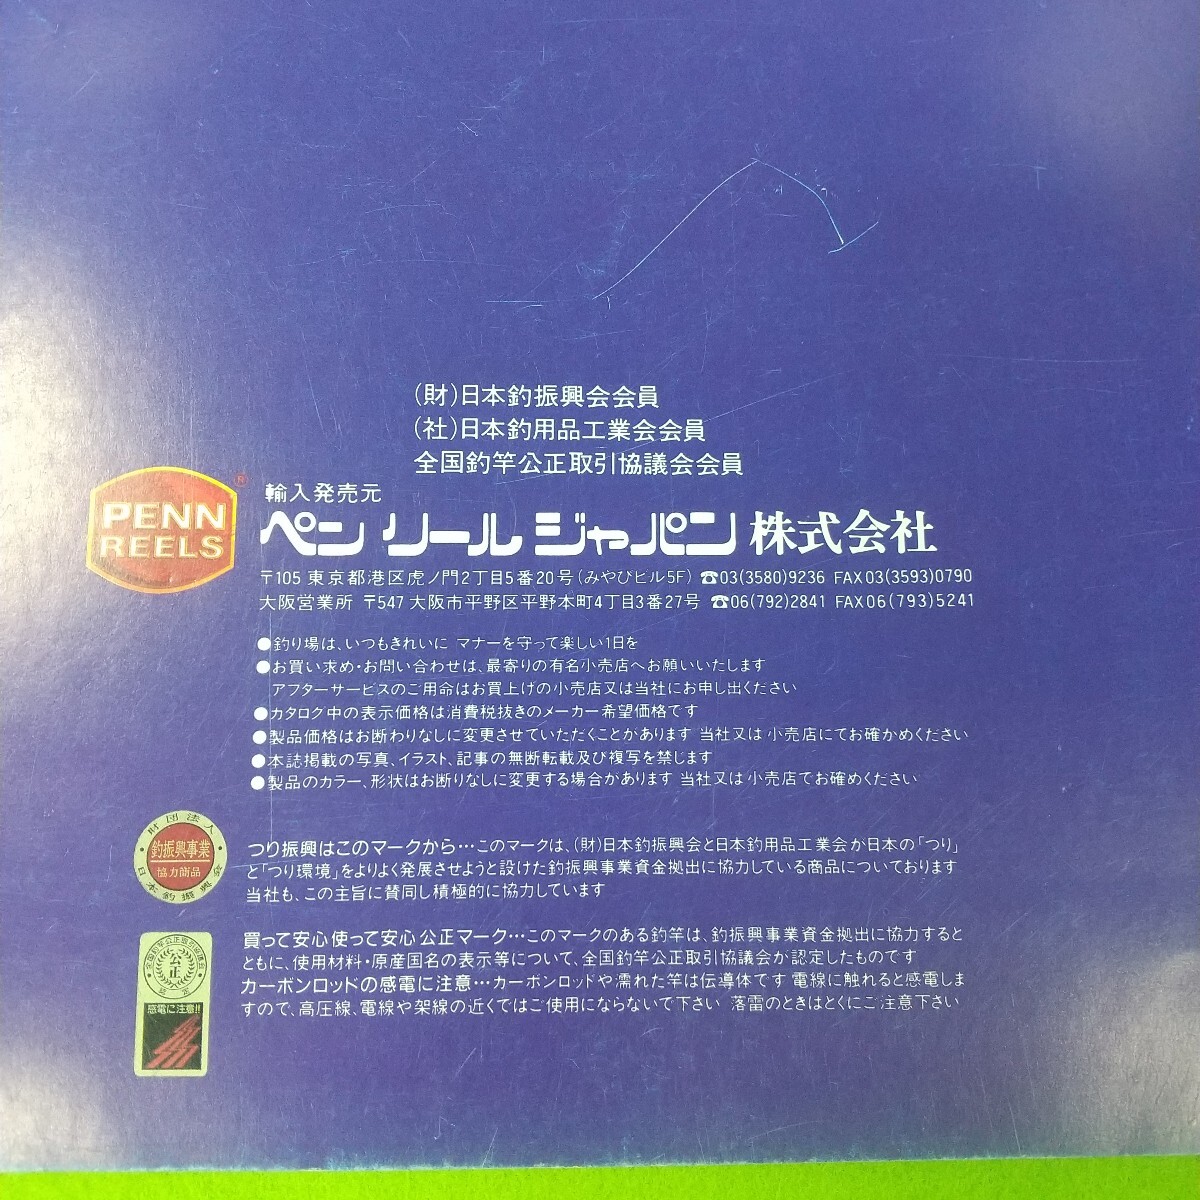 (財)日本釣振興会会員
(社)日本釣用品工業会会員
全国釣竿公正取引協議会会員
PENN
REELS
®
輸入発売元
ペン リール ジャパン 株式会社
〒105 東京都港区虎ノ門2丁目5番20号(みやびビル5F) ☎03(3580)9236 FAX03(3593)0790
大阪営業所 〒547 大阪市平野区平野本町4丁目3番27号 ☎06(792)2841 FAX06(793)5241
●釣り場は、いつもきれいに マナーを守って楽しい1日を
●お買い求め・お問い合わせは、最寄りの有名小売店へお願いいたします
アフターサービスのご用命はお買上げの小売店又は当社にお申し出ください
●カタログ中の表示価格は消費税抜きのメーカー希望価格です
●製品価格はお断わりなしに変更させていただくことがあります 当社又は 小売店にてお確かめください
●本誌掲載の写真、イラスト、記事の無断転載及び複写を禁じます
●製品のカラー、形状はお断りなしに変更する場合があります 当社又は 小売店でお確めください
財団法人
釣振興事業
協力商品
日本釣振興会
つり振興はこのマークから…このマークは、(財)日本釣振興会と日本釣用品工業会が日本の「つり」
と「つり環境」をよりよく発展させようと設けた釣振興事業資金拠出に協力している商品についております
当社も、この主旨に賛同し積極的に協力しています
全国釣竿公正取引協議会
公正
認定
感電に注意!!
買って安心使って安心公正マーク…このマークのある釣竿は、釣振興事業資金拠出に協力すると
ともに、使用材料・原産国名の表示等について、全国釣竿公正取引協議会が認定したものです
カーボンロッドの感電に注意…カーボンロッドや濡れた竿は伝導体です 電線に触れると感電しま
すので、高圧線、電線や架線の近くではご使用にならないで下さい 落雷のときはとくにご注意下さい